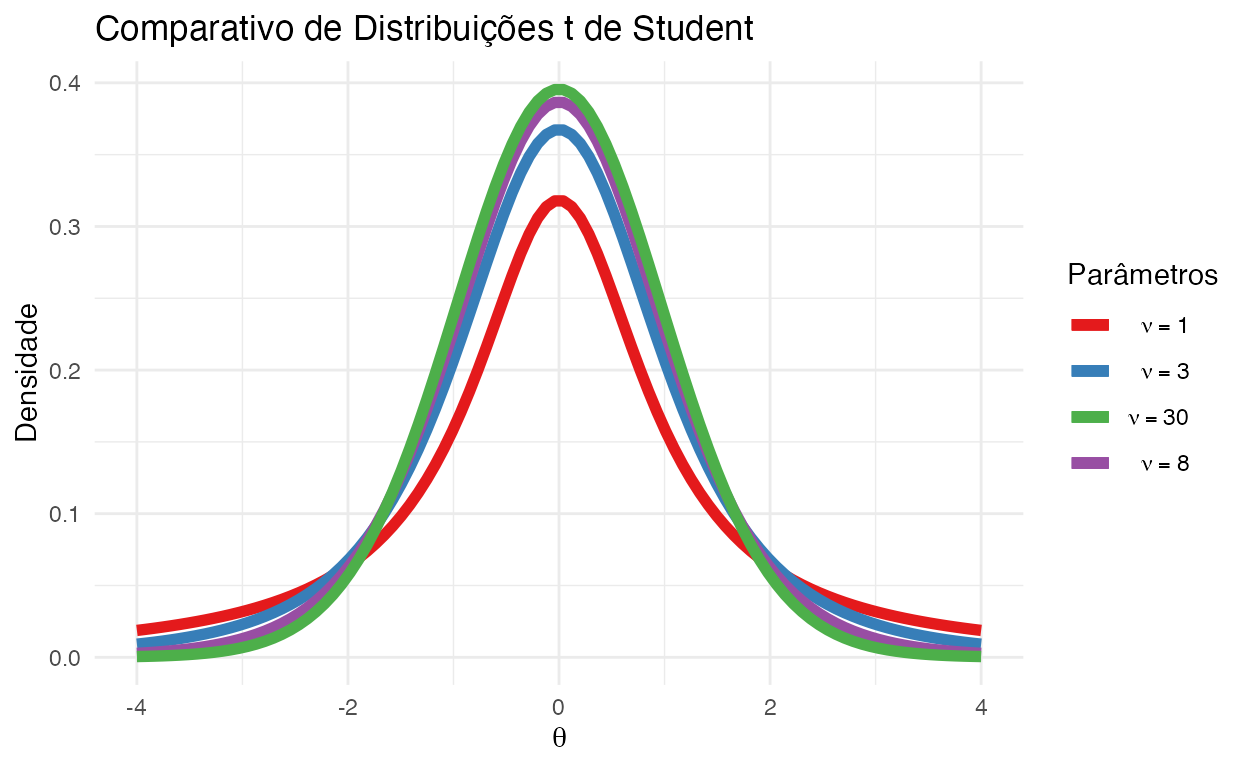 Comparativo de Distribuições t de Student
Densidade
0.4
0.3
0.2
0.1
0.0
-4 -2 0 2 4
θ
Parâmetros
ν = 1
ν = 3
ν = 30
ν = 8